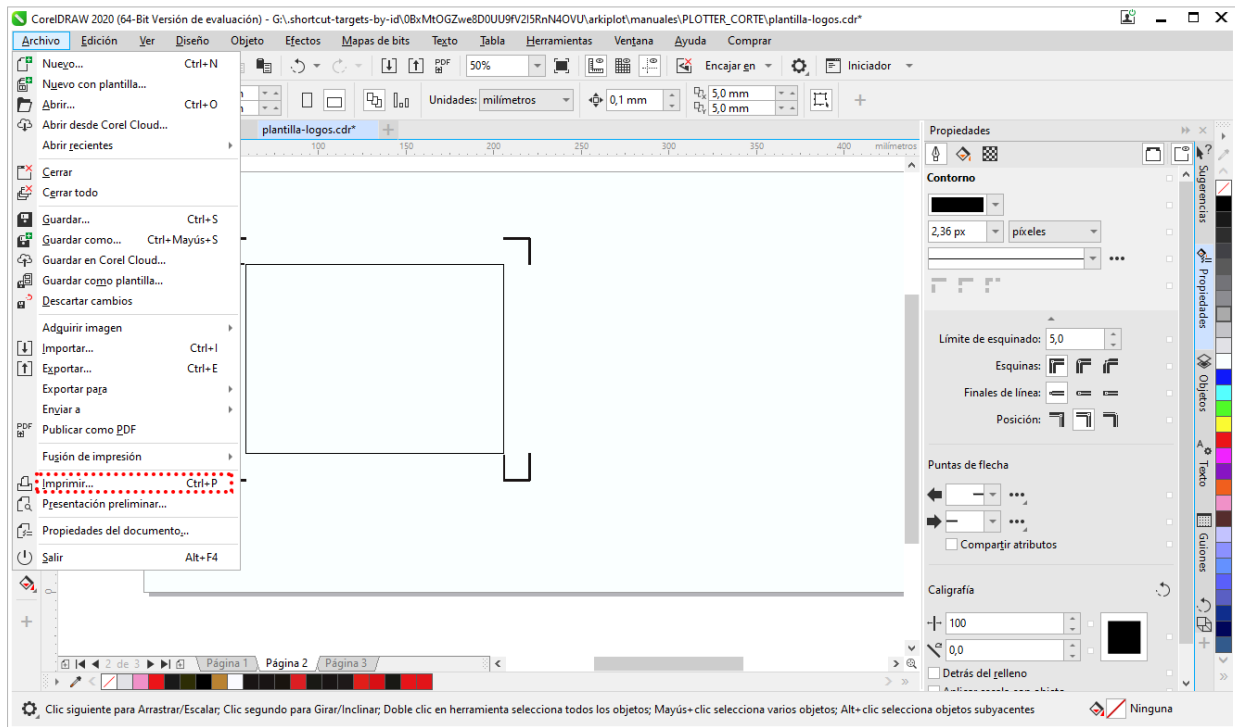 CorelDRAW 2020 (64-Bit Versión de evaluación) - G:\.shortcut-targets-by-id\0BxMtOGZwe8D0UU9fV2I5RnN4OVU\arkiplot\manuales\PLOTTER_CORTE\plantilla-logos.cdr*
Archivo Edición Ver Diseño Objeto Efectos Mapas de bits Texto Tabla Herramientas Ventana Ayuda Comprar
PDF 50% Encajar en Iniciador
Unidades: milímetros 0,1 mm 5,0 mm
5,0 mm
plantilla-logos.cdr*
100 150 200 250 300 350 400 milímetros
Nuevo... Ctrl+N
Nuevo con plantilla...
Abrir... Ctrl+O
Abrir desde Corel Cloud...
Abrir recientes
Cerrar
Cerrar todo
Guardar... Ctrl+S
Guardar como... Ctrl+Mayús+S
Guardar en Corel Cloud...
Guardar como plantilla...
Descartar cambios
Adquirir imagen
Importar... Ctrl+I
Exportar... Ctrl+E
Exportar para
Enviar a
PDF Publicar como PDF
Fusión de impresión
Imprimir... Ctrl+P
Presentación preliminar...
Propiedades del documento...
Salir Alt+F4
Propiedades
Contorno
2,36 px píxeles
Límite de esquinado: 5,0
Esquinas:
Finales de línea:
Posición:
Puntas de flecha
Compartir atributos
Caligrafía
100
0,0
Detrás del relleno
Aplicar escala con objeto
Sugerencias
Propiedades
Objetos
Texto
Guiones
2 de 3 Página 1 Página 2 Página 3
Clic siguiente para Arrastrar/Escalar; Clic segundo para Girar/Inclinar; Doble clic en herramienta selecciona todos los objetos; Mayús+clic selecciona varios objetos; Alt+clic selecciona objetos subyacentes
Ninguna